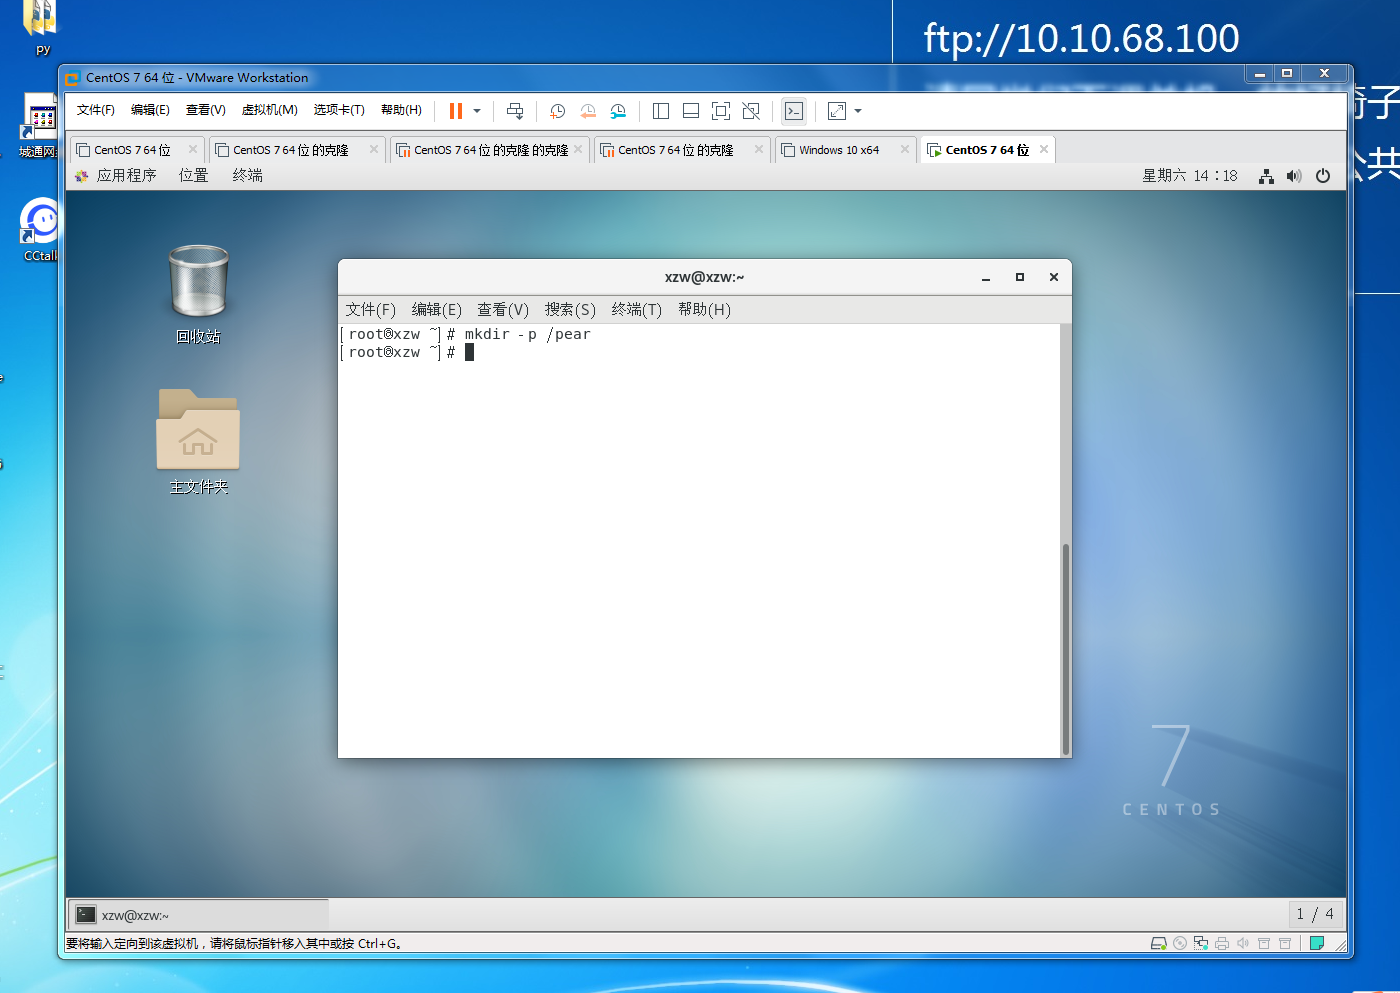 py
ftp://10.10.68.100
CentOS 7 64 位 - VMware Workstation
文件(F) 编辑(E) 查看(V) 虚拟机(M) 选项卡(T) 帮助(H)
城通网
CentOS 7 64 位 CentOS 7 64 位 的克隆 CentOS 7 64 位 的克隆 的克隆 CentOS 7 64 位 的克隆 Windows 10 x64 CentOS 7 64 位
公共
应用程序 位置 终端 星期六 14:18
CCtalk
回收站
xzw@xzw:~
文件(F) 编辑(E) 查看(V) 搜索(S) 终端(T) 帮助(H)
[root@xzw ~]# mkdir -p /pear
[root@xzw ~]#
主文件夹
7
CENTOS
xzw@xzw:~ 1 / 4
要将输入定向到该虚拟机，请将鼠标指针移入其中或按 Ctrl+G。